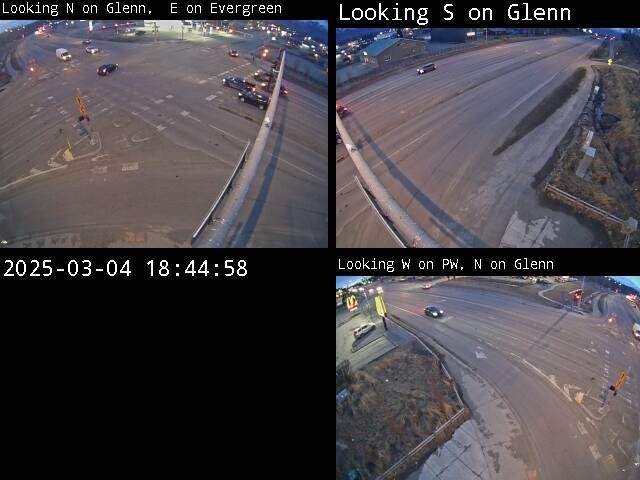 Looking N on Glenn,  E on Evergreen
Looking S on Glenn
2025-03-04 18:44:58
Looking W on PW, N on Glenn